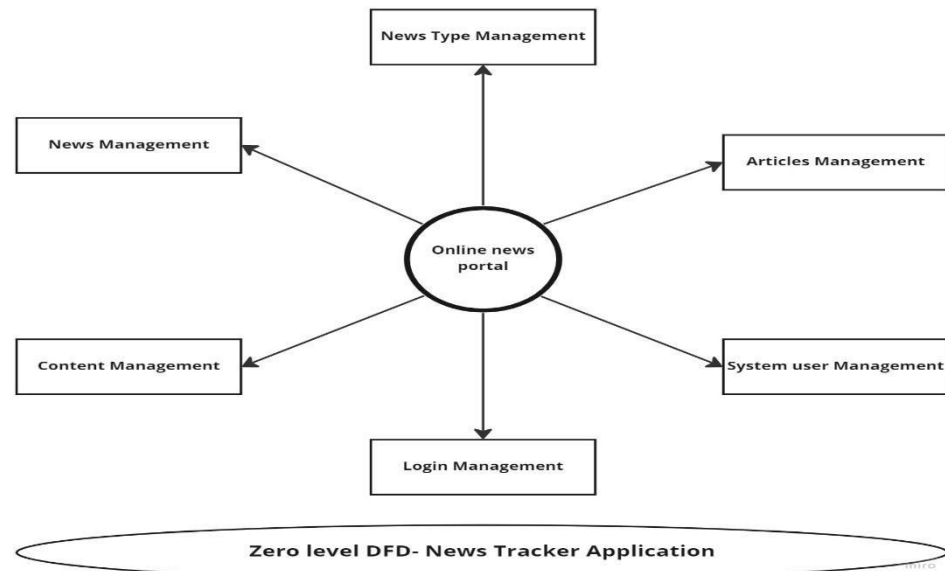 News Type Management
News Management
Articles Management
Online news
portal
Content Management
System user Management
Login Management
Zero level DFD- News Tracker Application
miro